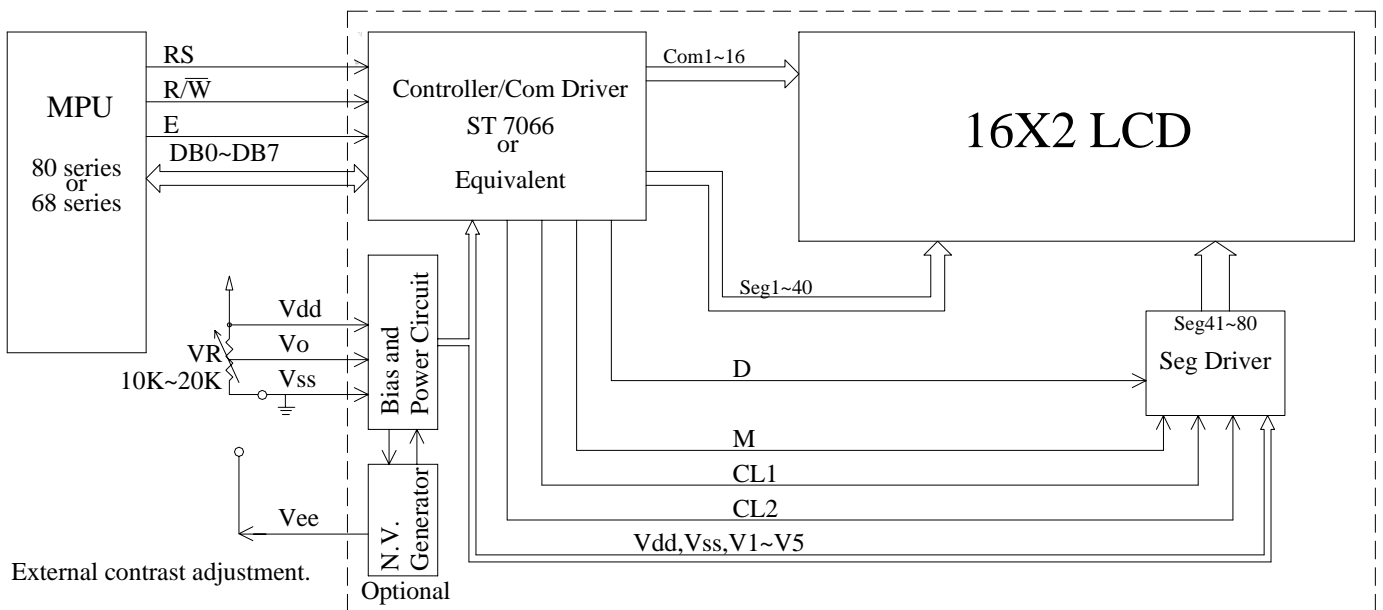 MPU
80 series
or
68 series
RS
R/W̅
E
DB0~DB7
Controller/Com Driver
ST 7066
or
Equivalent
Com1~16
16X2 LCD
Seg1~40
Seg41~80
Seg Driver
Vdd
Vo
VR
10K~20K
Vss
Bias and
Power Circuit
D
M
CL1
CL2
Vdd,Vss,V1~V5
Vee
N.V.
Generator
Optional
External contrast adjustment.